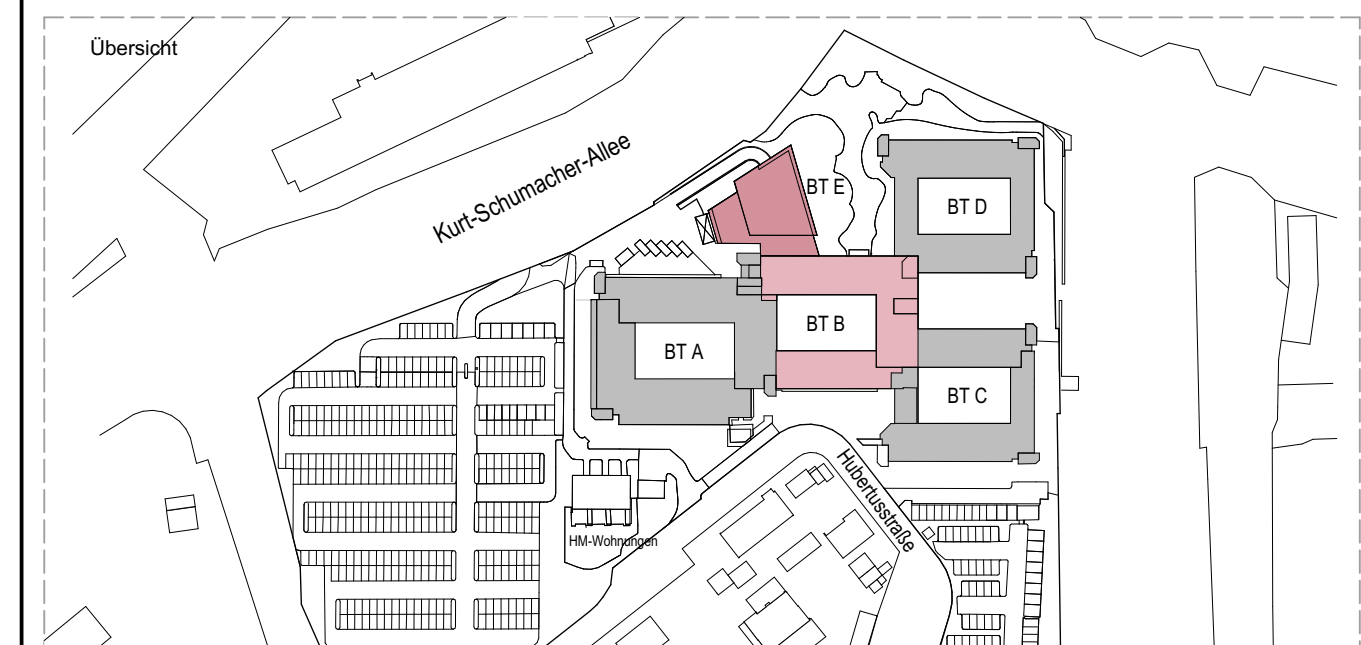 Übersicht
Kurt-Schumacher-Allee
BT E
BT D
BT B
BT A
BT C
Hubertusstraße
HM-Wohnungen